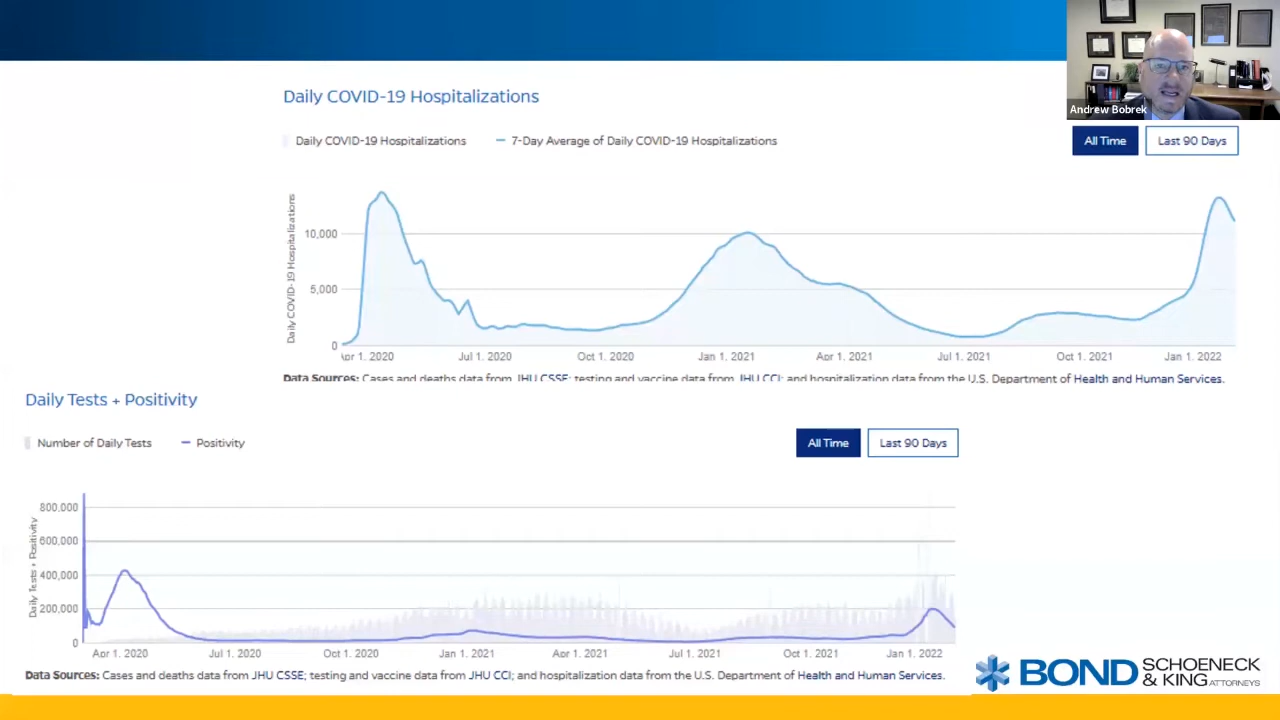 Andrew Bobrek
Daily COVID-19 Hospitalizations
Daily COVID-19 Hospitalizations
7-Day Average of Daily COVID-19 Hospitalizations
All Time
Last 90 Days
Daily COVID-19 Hospitalizations
10,000
5,000
0
pr 1. 2020
Jul 1. 2020
Oct 1. 2020
Jan 1. 2021
Apr 1. 2021
Jul 1. 2021
Oct 1. 2021
Jan 1. 2022
Data Sources: Cases and deaths data from JHU CSSE; testing and vaccine data from JHU CCI; and hospitalization data from the U.S. Department of Health and Human Services.
Daily Tests + Positivity
Number of Daily Tests
Positivity
All Time
Last 90 Days
Daily Tests + Positivity
800,000
600,000
400,000
200,000
0
Apr 1. 2020
Jul 1. 2020
Oct 1. 2020
Jan 1. 2021
Apr 1. 2021
Jul 1. 2021
Oct 1. 2021
Jan 1. 2022
Data Sources: Cases and deaths data from JHU CSSE; testing and vaccine data from JHU CCI; and hospitalization data from the U.S. Department of Health and Human Services.
BOND SCHOENECK
& KING ATTORNEYS